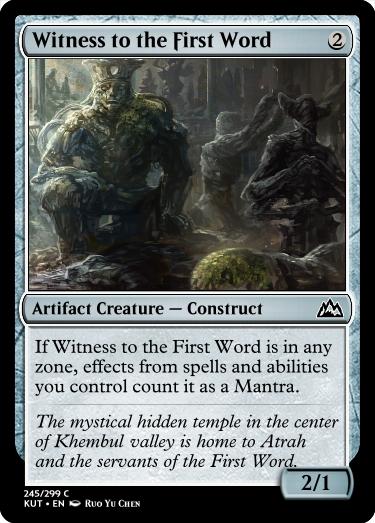 Witness to the First Word 2
Artifact Creature — Construct
If Witness to the First Word is in any
zone, effects from spells and abilities
you control count it as a Mantra.
The mystical hidden temple in the center
of Khembul valley is home to Atrah
and the servants of the First Word.
2/1
245/299 C
KUT • EN Ruo Yu Chen